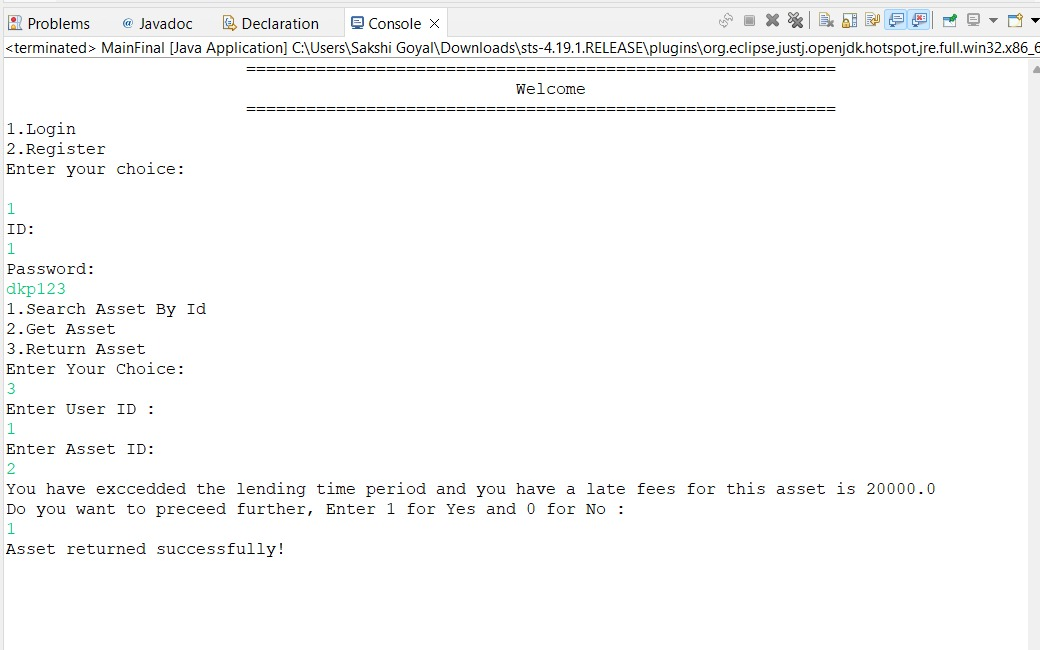 Problems @ Javadoc Declaration Console
<terminated> MainFinal [Java Application] C:\Users\Sakshi Goyal\Downloads\sts-4.19.1.RELEASE\plugins\org.eclipse.justj.openjdk.hotspot.jre.full.win32.x86_6
===========================================================
Welcome
===========================================================
1.Login
2.Register
Enter your choice:
1
ID:
1
Password:
dkp123
1.Search Asset By Id
2.Get Asset
3.Return Asset
Enter Your Choice:
3
Enter User ID :
1
Enter Asset ID:
2
You have exccedded the lending time period and you have a late fees for this asset is 20000.0
Do you want to preceed further, Enter 1 for Yes and 0 for No :
1
Asset returned successfully!